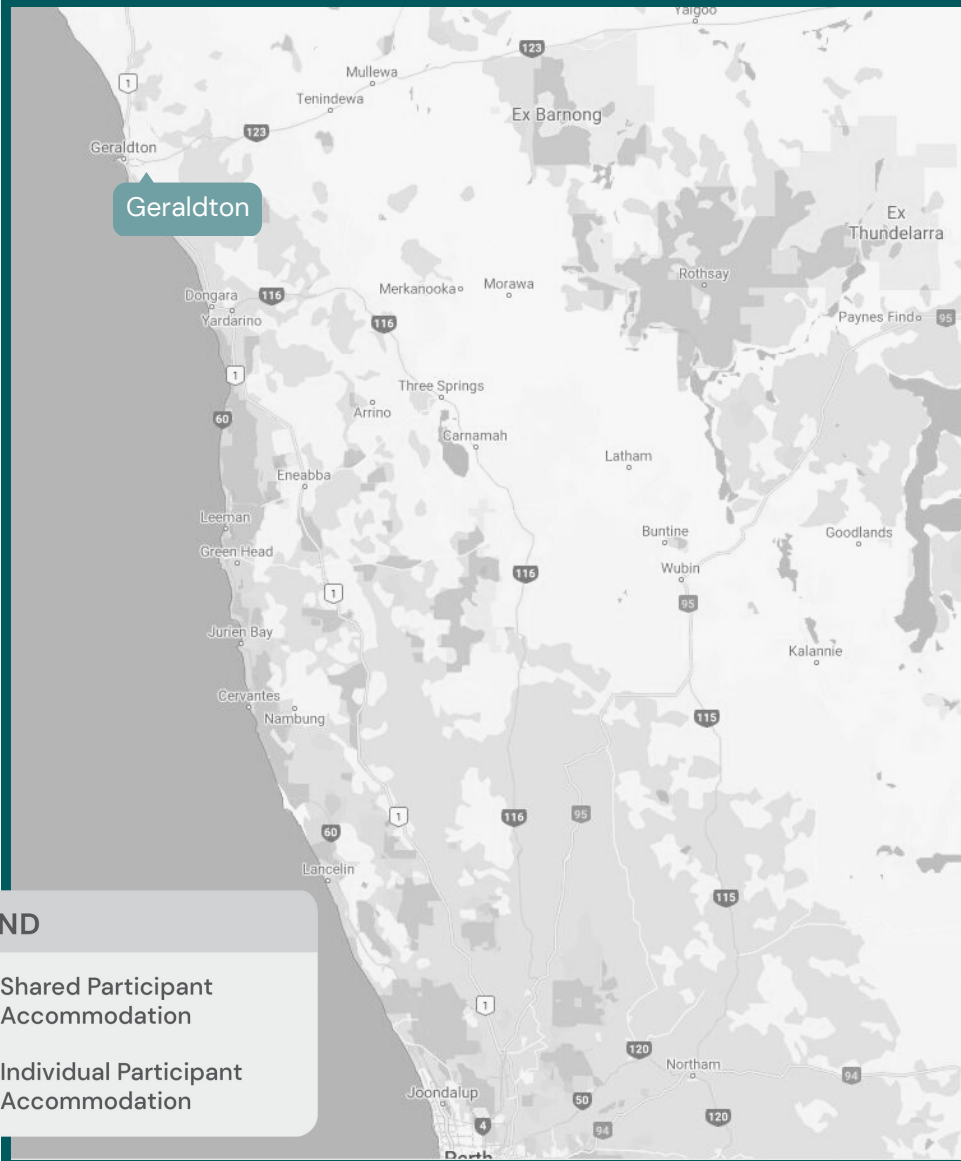 Yalgoo
123
Mullewa
1
Tenindewa
Ex Barnong
123
Geraldton
Geraldton
Ex
Thundelarra
Rothsay
Merkanooka
Morawa
Dongara
116
Yardarino
116
Paynes Find
95
1
Three Springs
Arrino
60
Carnamah
Latham
Eneabba
Leeman
Buntine
Goodlands
Green Head
Wubin
116
1
95
Jurien Bay
Kalannie
Cervantes
Nambung
115
1
116
95
60
Lancelin
115
ND
Shared Participant
Accommodation
Individual Participant
Accommodation
1
120
Northam
94
Joondalup
50
4
94
120
Perth